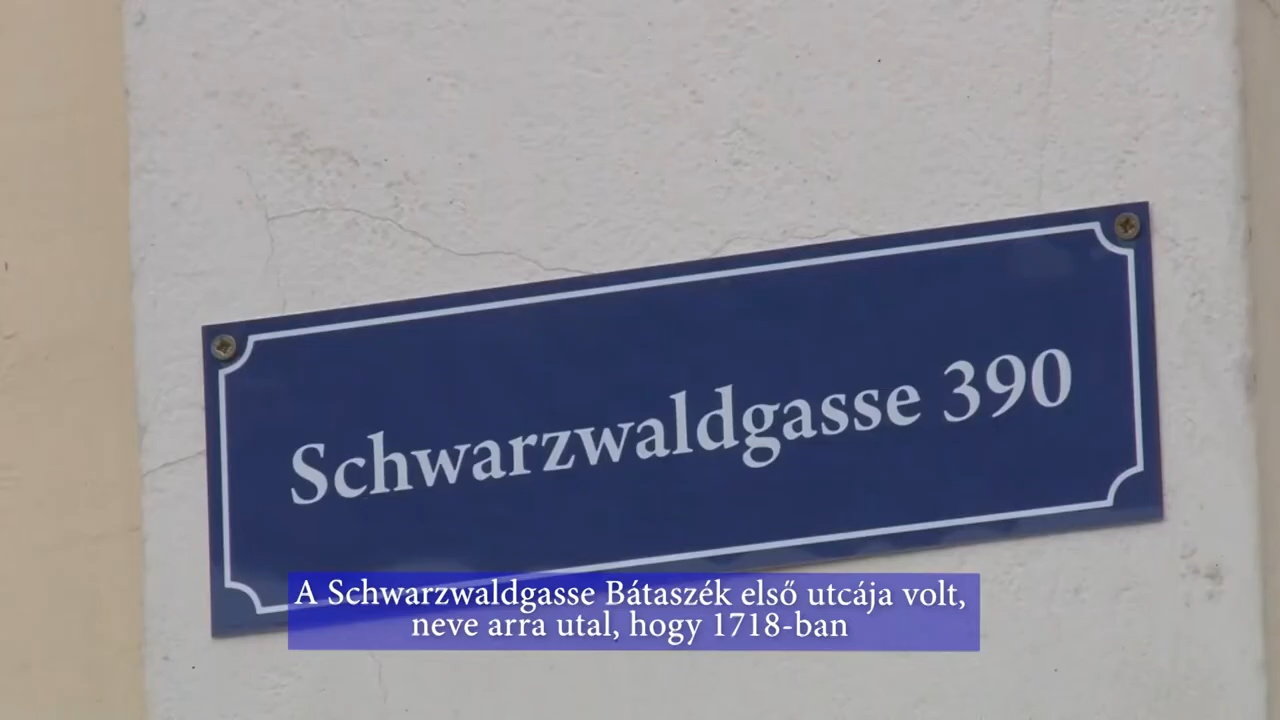 Schwarzwaldgasse 390
A Schwarzwaldgasse Bátaszék első utcája volt,
neve arra utal, hogy 1718-ban